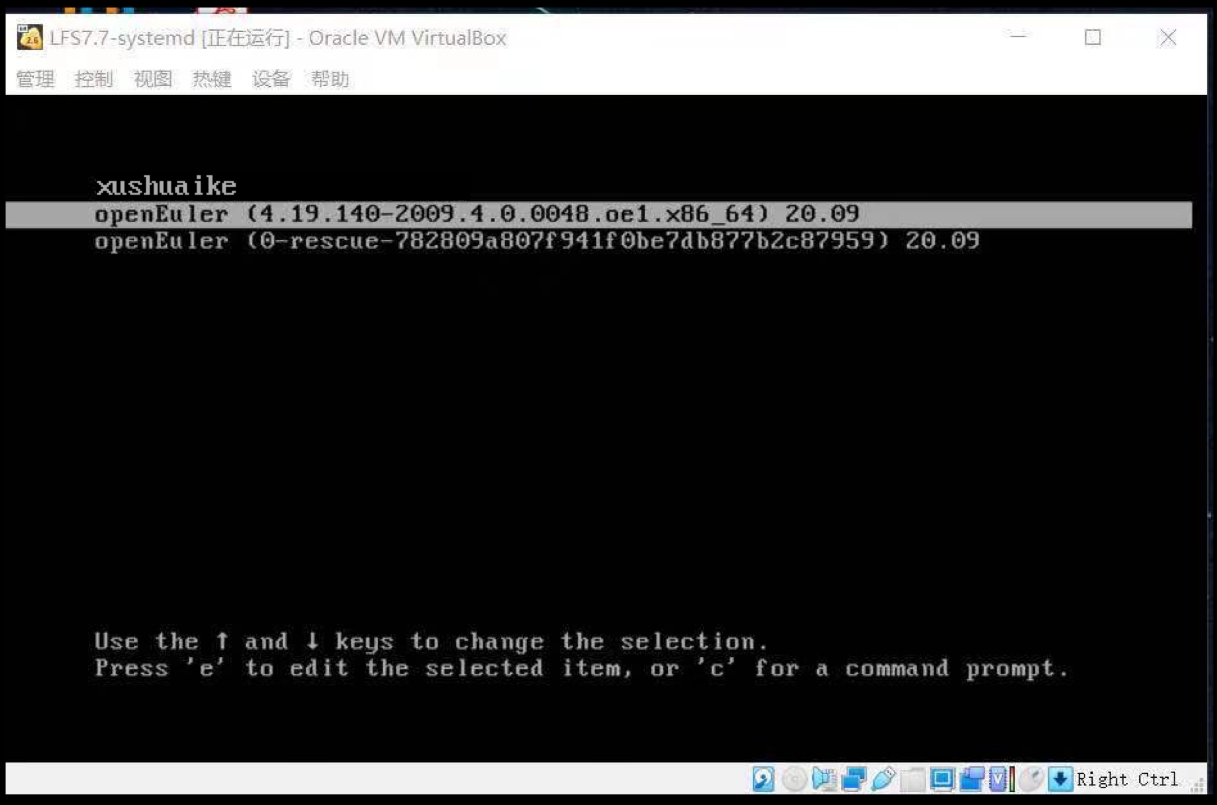 LFS7.7-systemd [正在运行] - Oracle VM VirtualBox
管理 控制 视图 热键 设备 帮助
xushuaike
openEuler (4.19.140-2009.4.0.0048.oe1.x86_64) 20.09
openEuler (0-rescue-782809a807f941f0be7db877b2c87959) 20.09
Use the ↑ and ↓ keys to change the selection.
Press 'e' to edit the selected item, or 'c' for a command prompt.
Right Ctrl